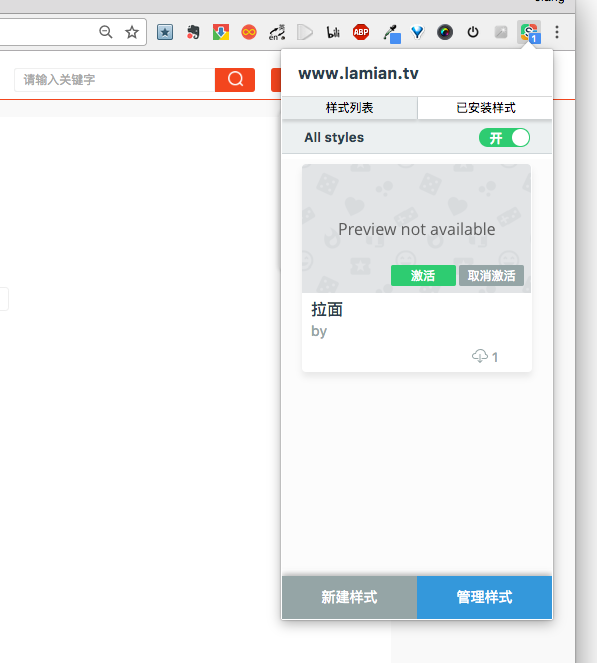 请输入关键字
ABP
1
www.lamian.tv
样式列表
已安装样式
All styles
开
Preview not available
激活
取消激活
拉面
by
1
新建样式
管理样式